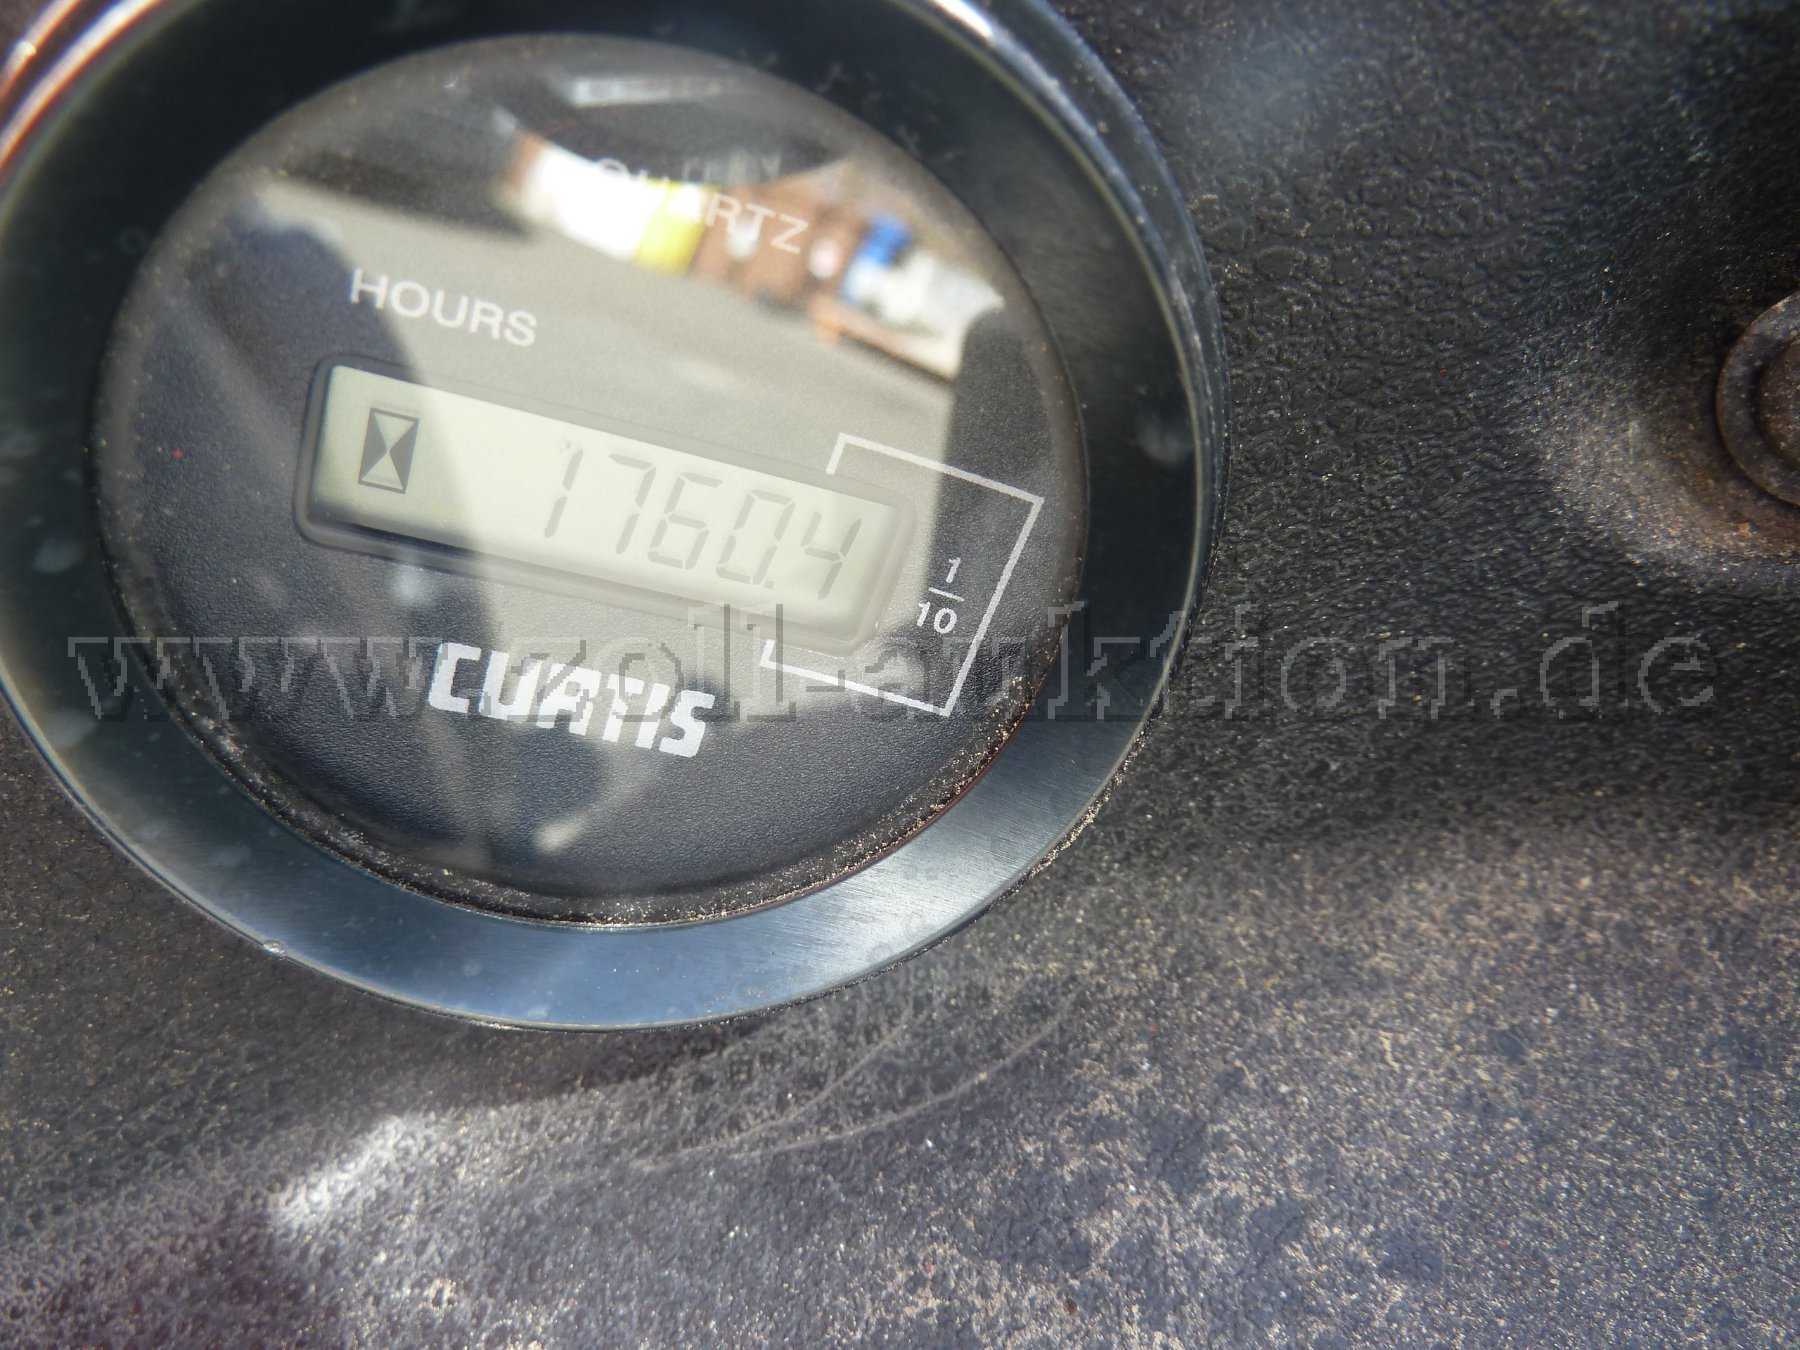 QUARTZ
HOURS
1760.4
1
10
CURTIS
www.zoll-auktion.de